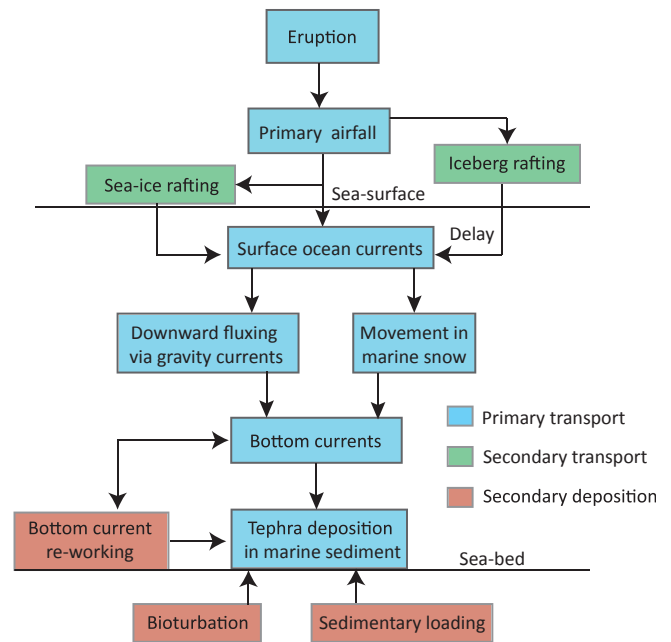 Eruption
Primary airfall
Iceberg rafting
Sea-ice rafting
Sea-surface
Delay
Surface ocean currents
Downward fluxing
via gravity currents
Movement in
marine snow
Primary transport
Bottom currents
Secondary transport
Secondary deposition
Bottom current
re-working
Tephra deposition
in marine sediment
Sea-bed
Bioturbation
Sedimentary loading